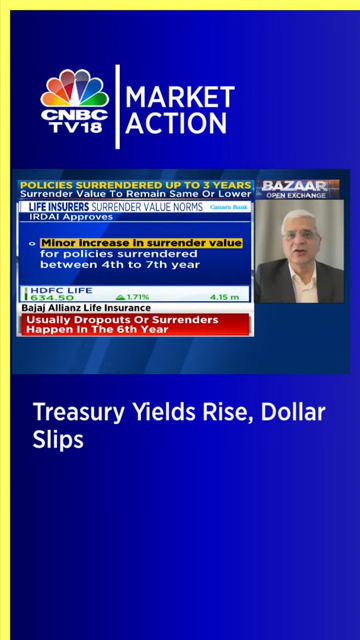 CNBC
TV18
MARKET
ACTION
POLICIES SURRENDERED UP TO 3 YEARS,
Surrender Value To Remain Same Or Lower
BAZAAR
OPEN EXCHANGE
LIFE INSURERS SURRENDER VALUE NORMS
Canara Bank
IRDAI Approves
Minor increase in surrender value
for policies surrendered
between 4th to 7th year
HDFC LIFE
634.50 1.71% 4.15 m
Bajaj Allianz Life Insurance
Usually Dropouts Or Surrenders
Happen In The 6th Year
Treasury Yields Rise, Dollar
Slips